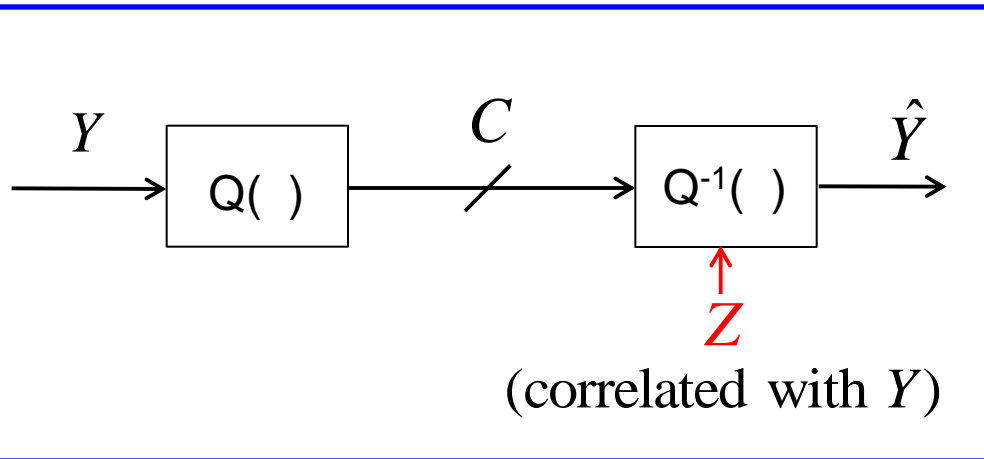 Y
Q( )
C
Q-1( )
Ŷ
Z
(correlated with Y)